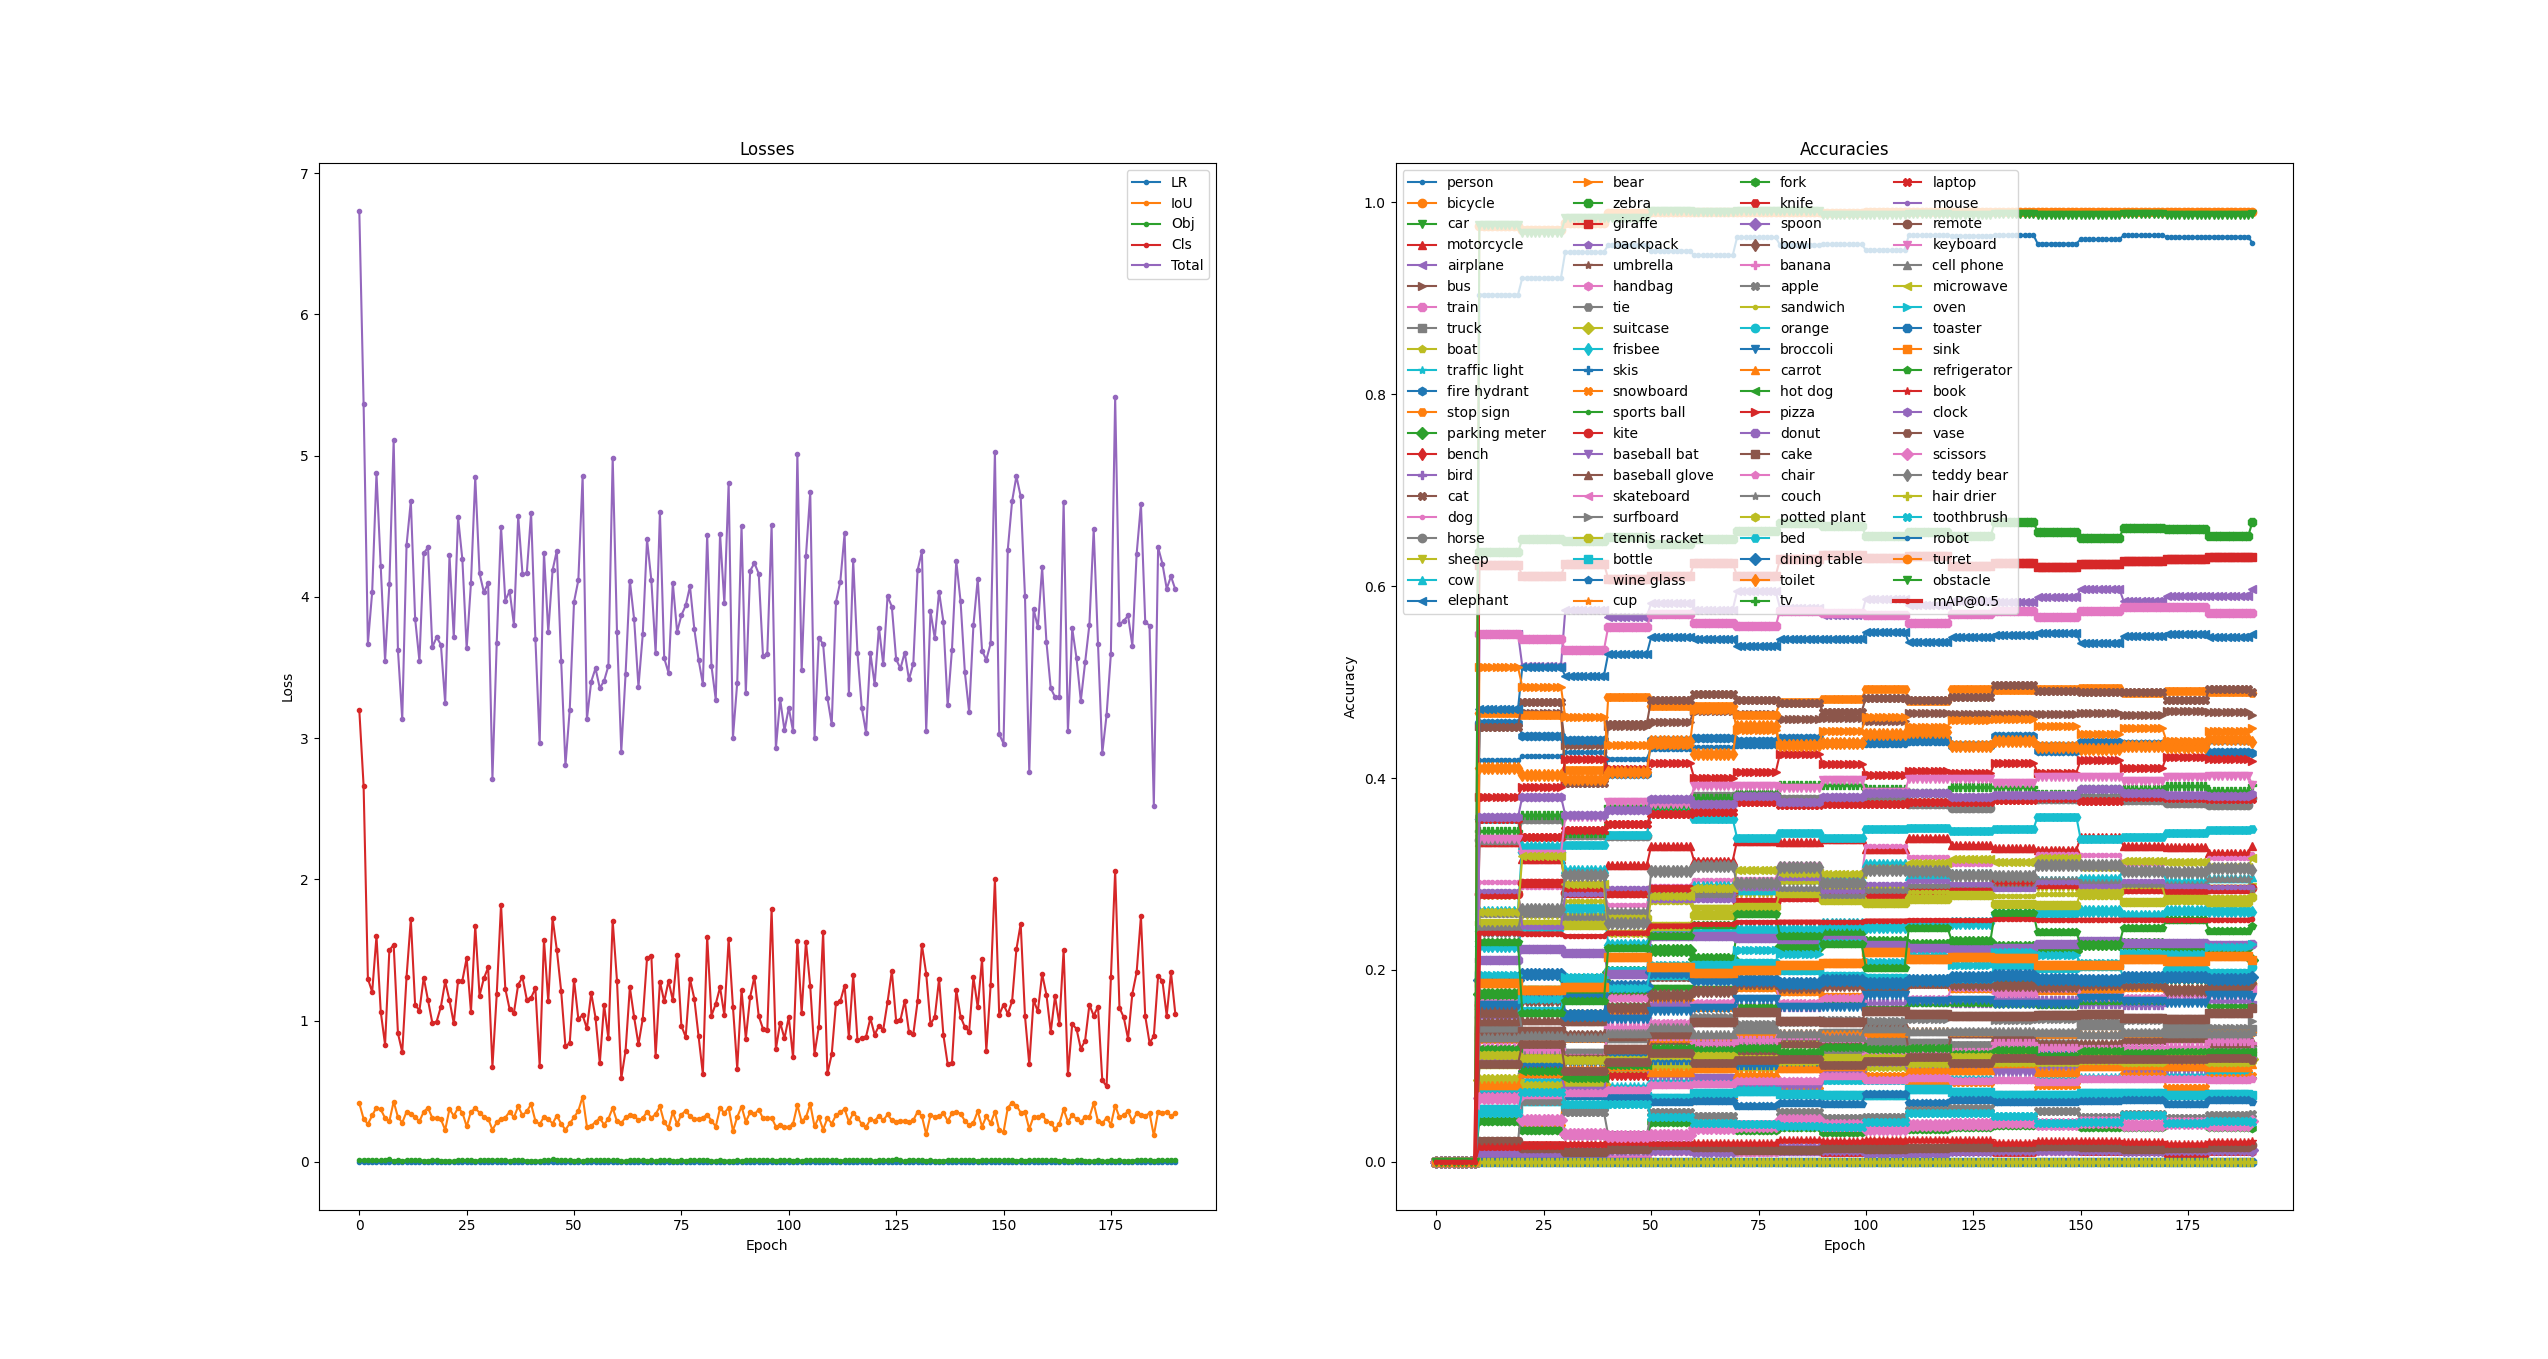 Losses
7
6
5
4
3
2
1
0
Loss
0 25 50 75 100 125 150 175
Epoch
LR
IoU
Obj
Cls
Total
Accuracies
1.0
0.8
0.6
0.4
0.2
0.0
Accuracy
0 25 50 75 100 125 150 175
Epoch
person
bicycle
car
motorcycle
airplane
bus
train
truck
boat
traffic light
fire hydrant
stop sign
parking meter
bench
bird
cat
dog
horse
sheep
cow
elephant
bear
zebra
giraffe
backpack
umbrella
handbag
tie
suitcase
frisbee
skis
snowboard
sports ball
kite
baseball bat
baseball glove
skateboard
surfboard
tennis racket
bottle
wine glass
cup
fork
knife
spoon
bowl
banana
apple
sandwich
orange
broccoli
carrot
hot dog
pizza
donut
cake
chair
couch
potted plant
bed
dining table
toilet
tv
laptop
mouse
remote
keyboard
cell phone
microwave
oven
toaster
sink
refrigerator
book
clock
vase
scissors
teddy bear
hair drier
toothbrush
robot
turret
obstacle
mAP@0.5